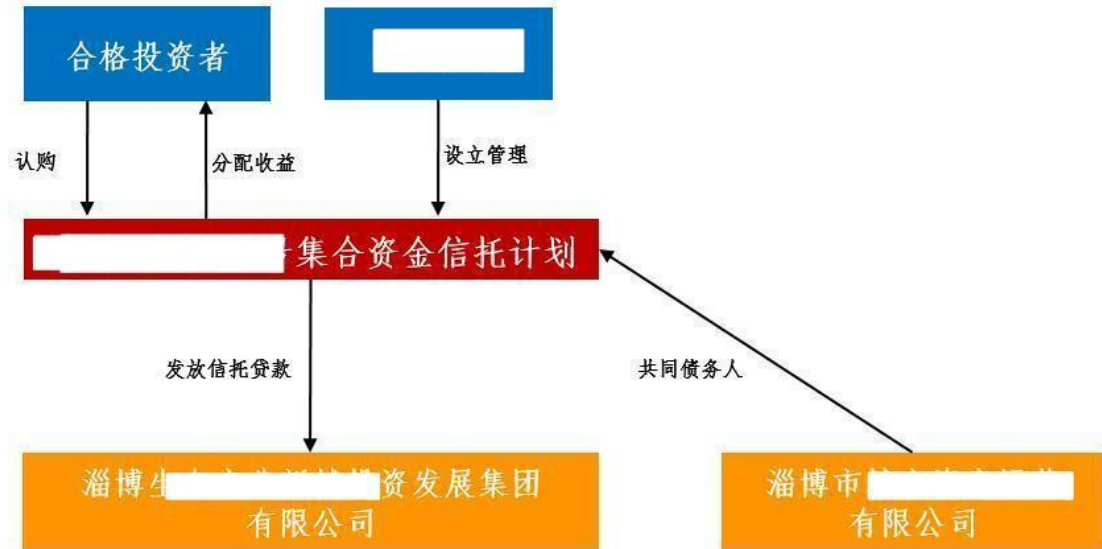 合格投资者
认购
分配收益
设立管理
集合资金信托计划
发放信托贷款
共同债务人
淄博
资发展集团
有限公司
淄博市
有限公司